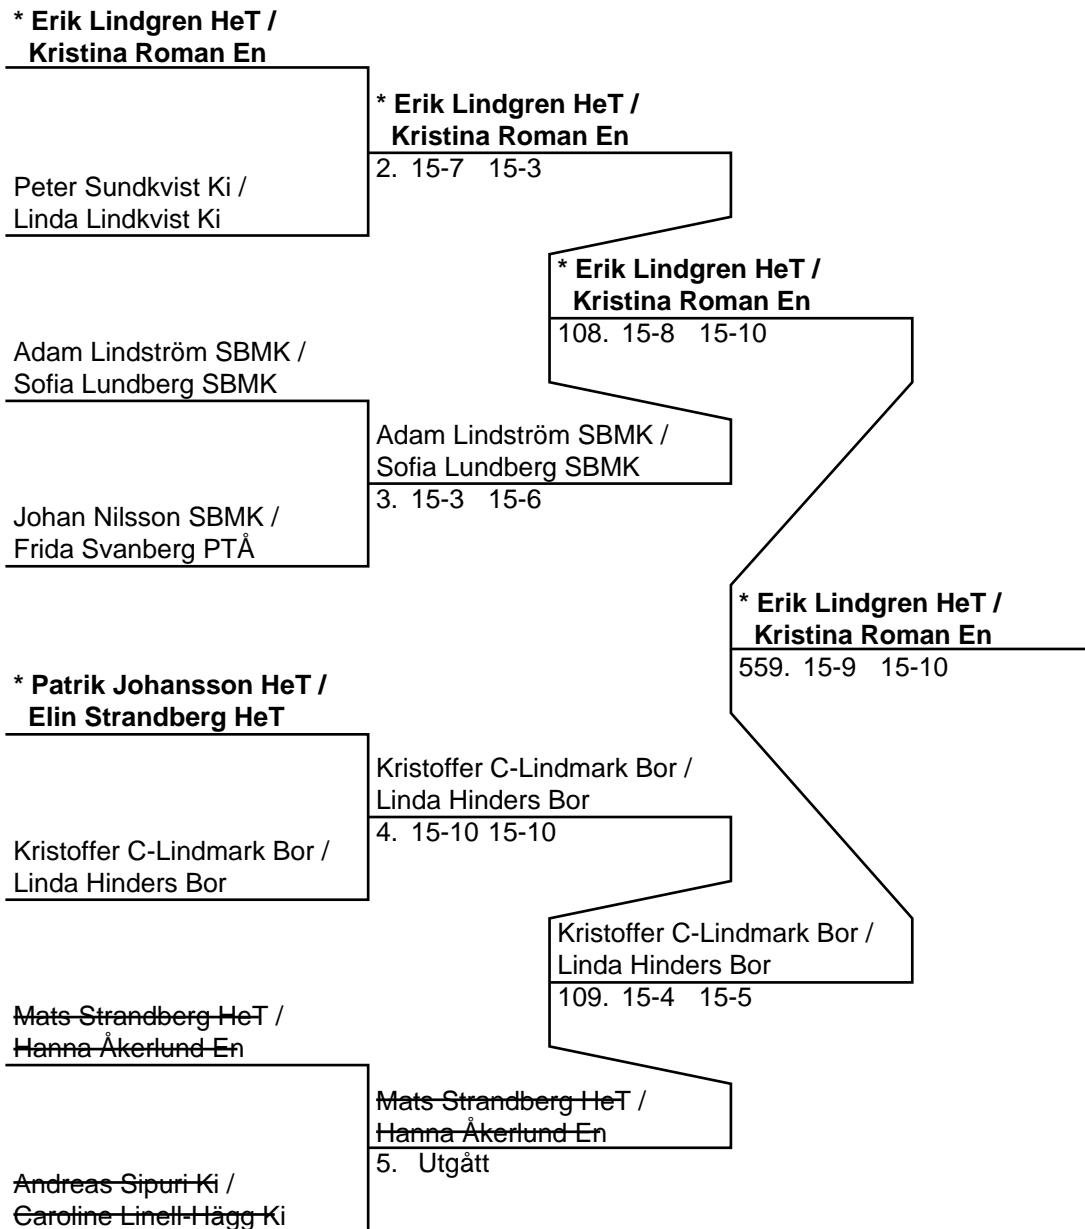 * Erik Lindgren HeT /
Kristina Roman En
* Erik Lindgren HeT /
Kristina Roman En
2. 15-7 15-3
Peter Sundkvist Ki /
Linda Lindkvist Ki
* Erik Lindgren HeT /
Kristina Roman En
108. 15-8 15-10
Adam Lindström SBMK /
Sofia Lundberg SBMK
Adam Lindström SBMK /
Sofia Lundberg SBMK
3. 15-3 15-6
Johan Nilsson SBMK /
Frida Svanberg PTÅ
* Erik Lindgren HeT /
Kristina Roman En
559. 15-9 15-10
* Patrik Johansson HeT /
Elin Strandberg HeT
Kristoffer C-Lindmark Bor /
Linda Hinders Bor
4. 15-10 15-10
Kristoffer C-Lindmark Bor /
Linda Hinders Bor
Kristoffer C-Lindmark Bor /
Linda Hinders Bor
109. 15-4 15-5
Mats Strandberg HeT /
Hanna Åkerlund En
Mats Strandberg HeT /
Hanna Åkerlund En
5. Utgått
Andreas Sipuri Ki /
Caroline Linell-Hägg Ki